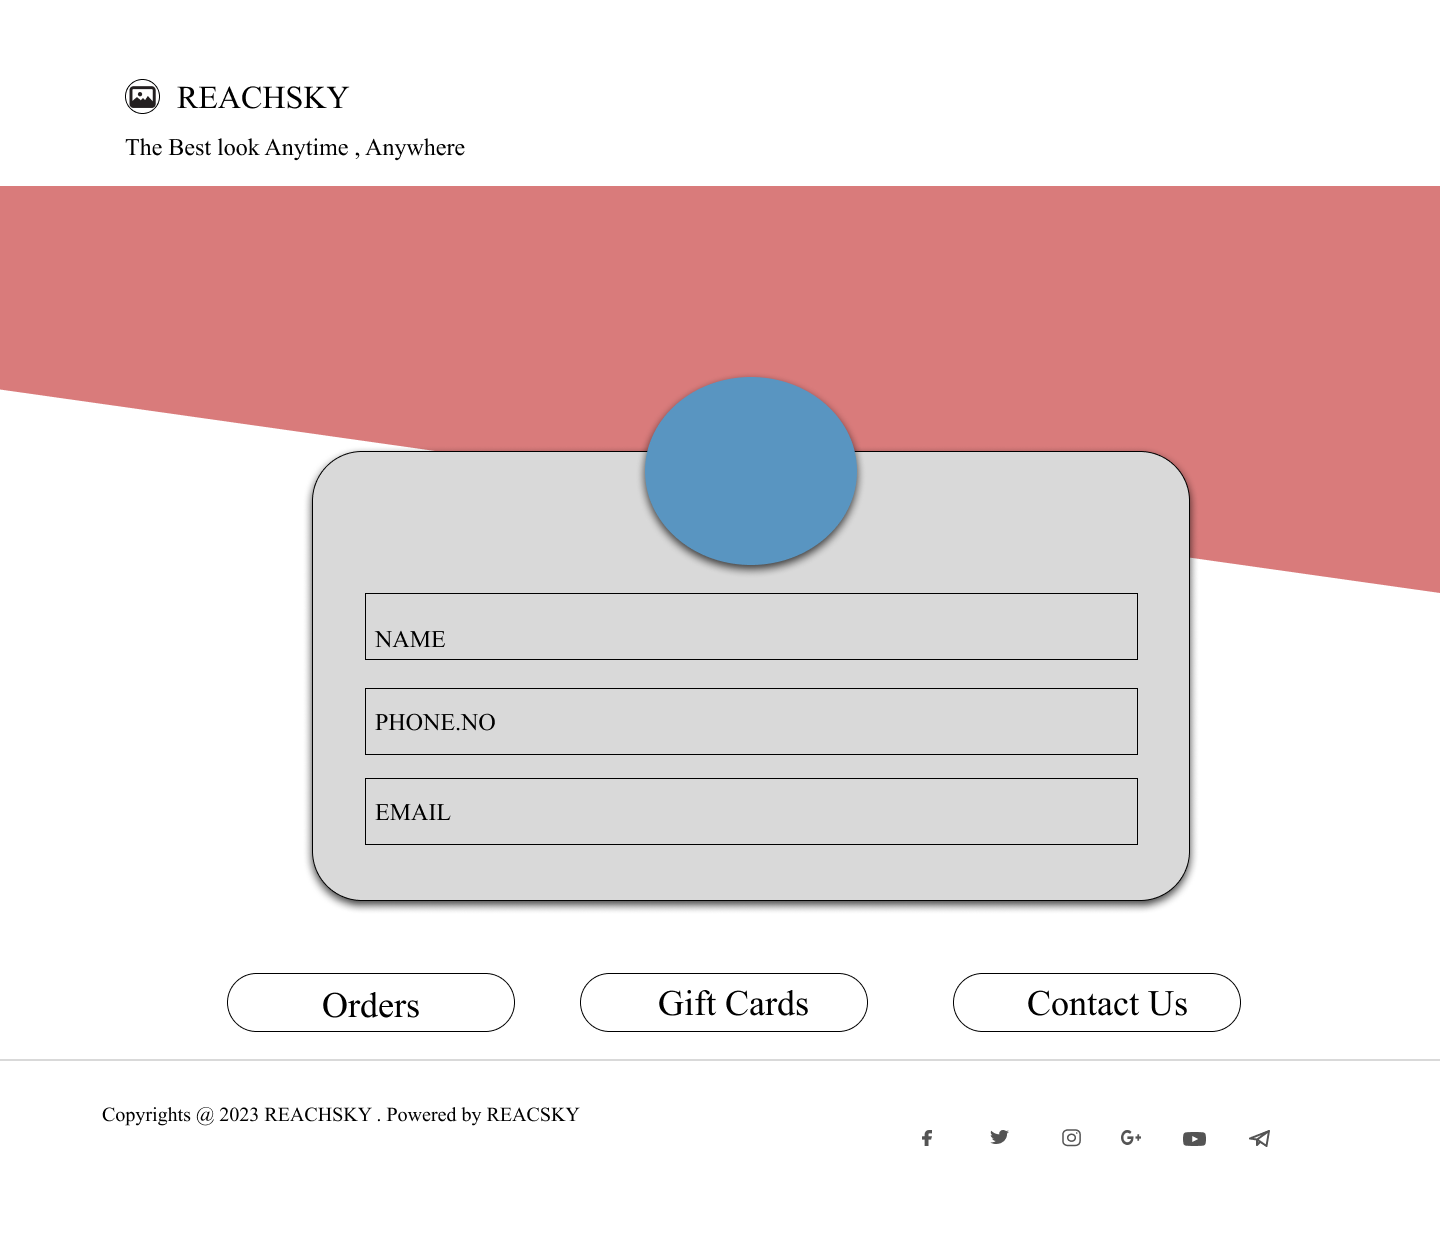 REACHSKY
The Best look Anytime , Anywhere
NAME
PHONE.NO
EMAIL
Orders
Gift Cards
Contact Us
Copyrights @ 2023 REACHSKY . Powered by REACSKY